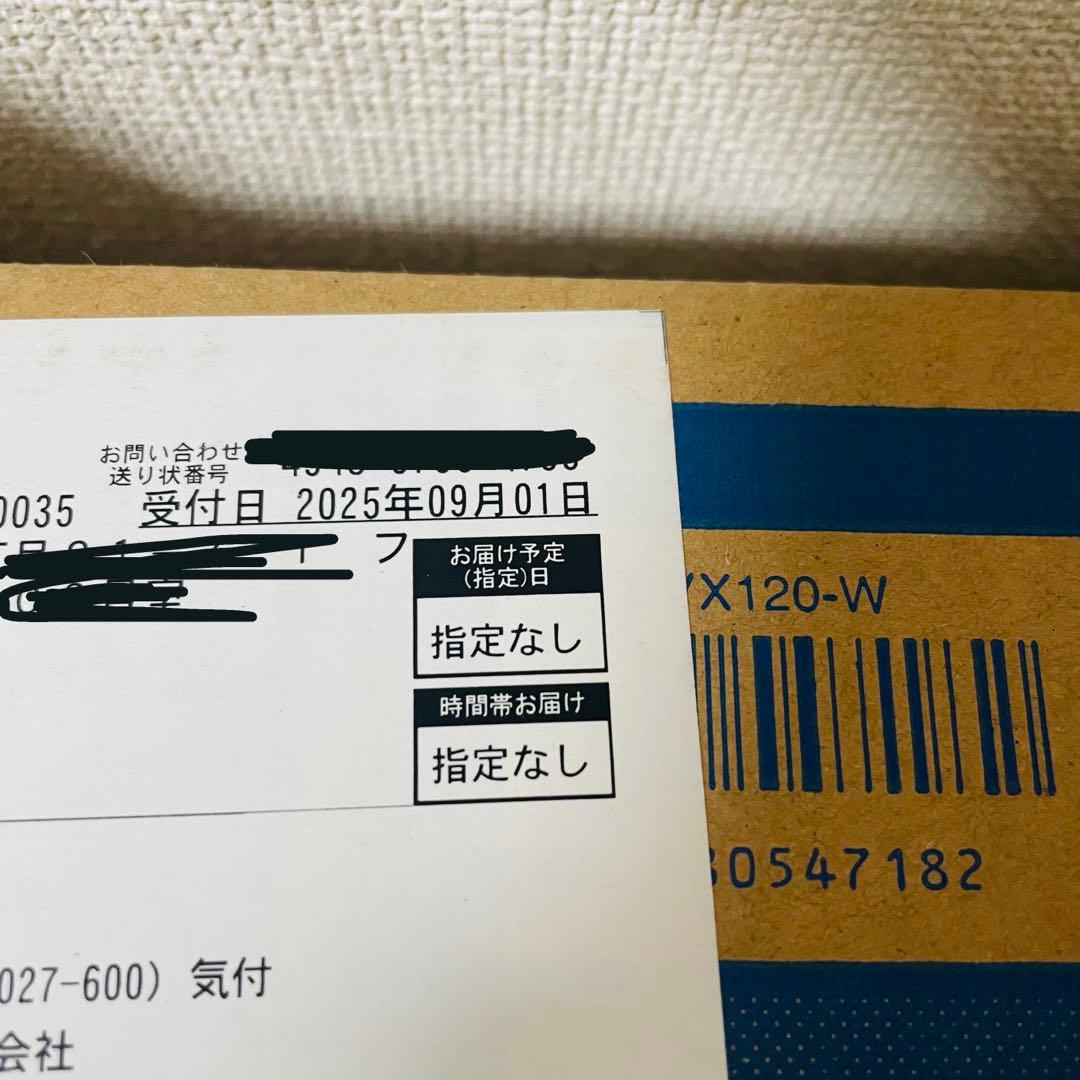 お問い合わせ
送り状番号
0035 受付日 2025年09月01日
フ
お届け予定
(指定)日
指定なし
時間帯お届け
指定なし
027-600) 気付
会社
X120-W
0547182